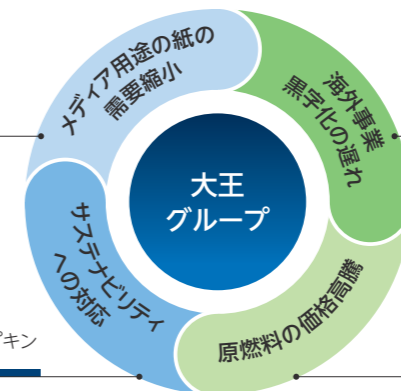 メディア用途の紙の
需要縮小
海外事業
黒字化の遅れ
大王
グループ
サステナビリティ
への対応
原燃料の価格高騰
プキン